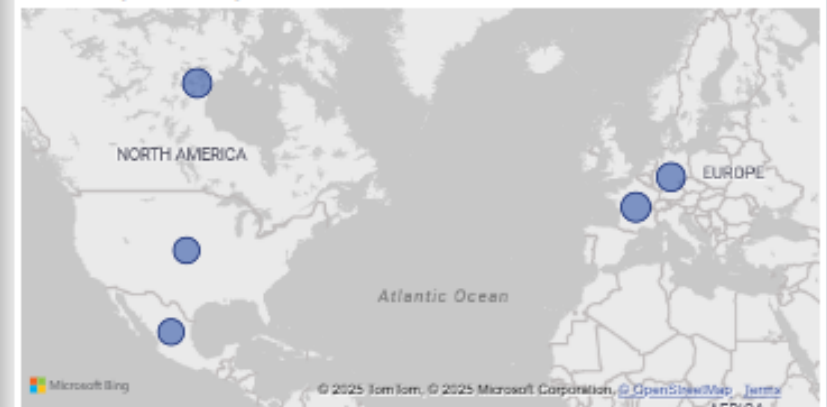 NORTH AMERICA
EUROPE
Atlantic Ocean
Microsoft Bing
© 2025 TomTom, © 2025 Microsoft Corporation, © OpenStreetMap Terms